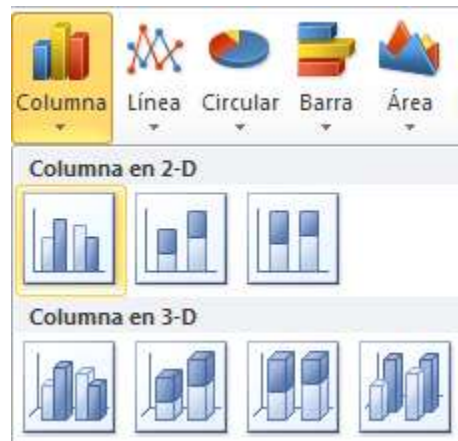 Columna Línea Circular Barra Área
Columna en 2-D
Columna en 3-D